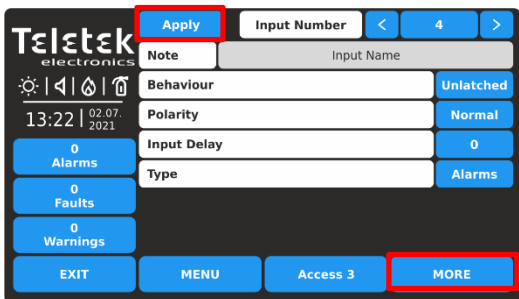 Apply Input Number < 4 >
Teletek
electronics
Note Input Name
Behaviour Unlatched
Polarity Normal
Input Delay 0
Type Alarms
13:22 02.07.
2021
0
Alarms
0
Faults
0
Warnings
EXIT MENU Access 3 MORE